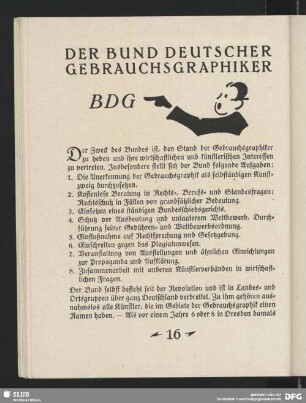 DER BUND DEUTSCHER
GEBRAUCHSGRAPHIKER
BDG
Der Zweck des Bundes ist, den Stand der Gebrauchsgraphiker
zu heben und ihre wirtschaftlichen und künstlerischen Interessen
zu vertreten. Insbesondere stellt sich der Bund folgende Aufgaben:
1. Die Anerkennung der Gebrauchsgraphik als selbständigen Kunst-
zweig durchzusetzen.
2. Kostenlose Beratung in Rechts-, Berufs- und Standesfragen;
Rechtsschutz in Fällen von grundsätzlicher Bedeutung.
3. Einsetzen eines ständigen Bundesschiedsgerichts.
4. Schutz vor Ausbeutung und unlauterem Wettbewerb, Durch-
führung seiner Gebühren- und Wettbewerbsordnung.
5. Einflußnahme auf Rechtsprechung und Gesetzgebung.
6. Einschreiten gegen das Plagiatunwesen.
7. Veranstaltung von Ausstellungen und ähnlichen Einrichtungen
zur Propaganda und Aufklärung.
8. Zusammenarbeit mit anderen Künstlerverbänden in wirtschaft-
lichen Fragen.
Der Bund selbst besteht seit der Revolution und ist in Landes- und
Ortsgruppen über ganz Deutschland verbreitet. Zu ihm gehören aus-
nahmslos alle Künstler, die im Gebiete der Gebrauchsgraphik einen
Namen haben. — Als vor einem Jahre 6 oder 8 in Dresden damals
16
SLUB
DFG